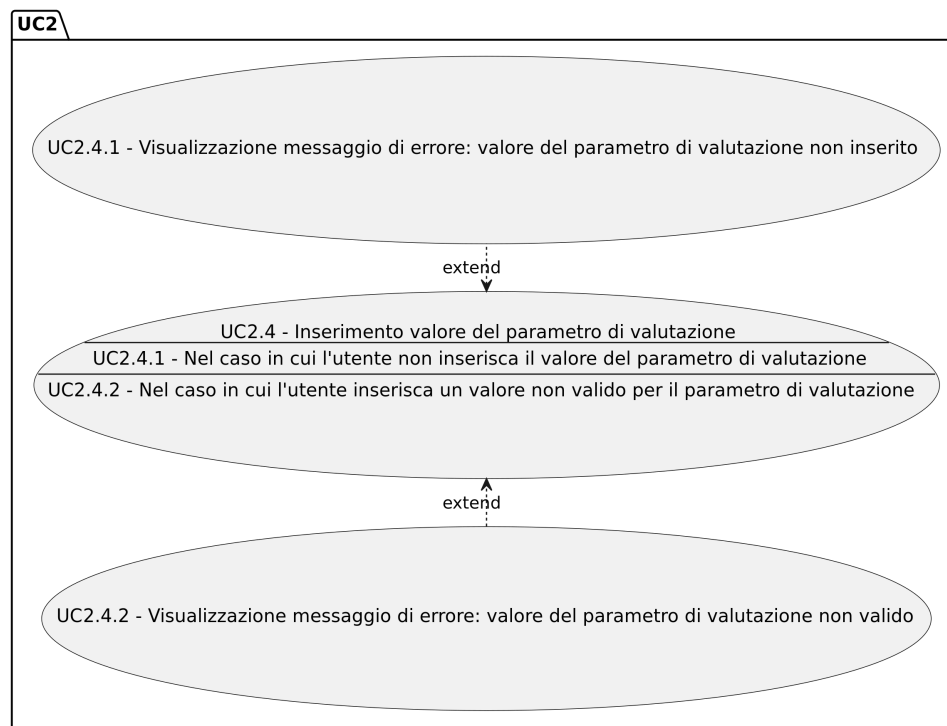 UC2
UC2.4.1 - Visualizzazione messaggio di errore: valore del parametro di valutazione non inserito
extend
UC2.4 - Inserimento valore del parametro di valutazione
UC2.4.1 - Nel caso in cui l'utente non inserisca il valore del parametro di valutazione
UC2.4.2 - Nel caso in cui l'utente inserisca un valore non valido per il parametro di valutazione
extend
UC2.4.2 - Visualizzazione messaggio di errore: valore del parametro di valutazione non valido